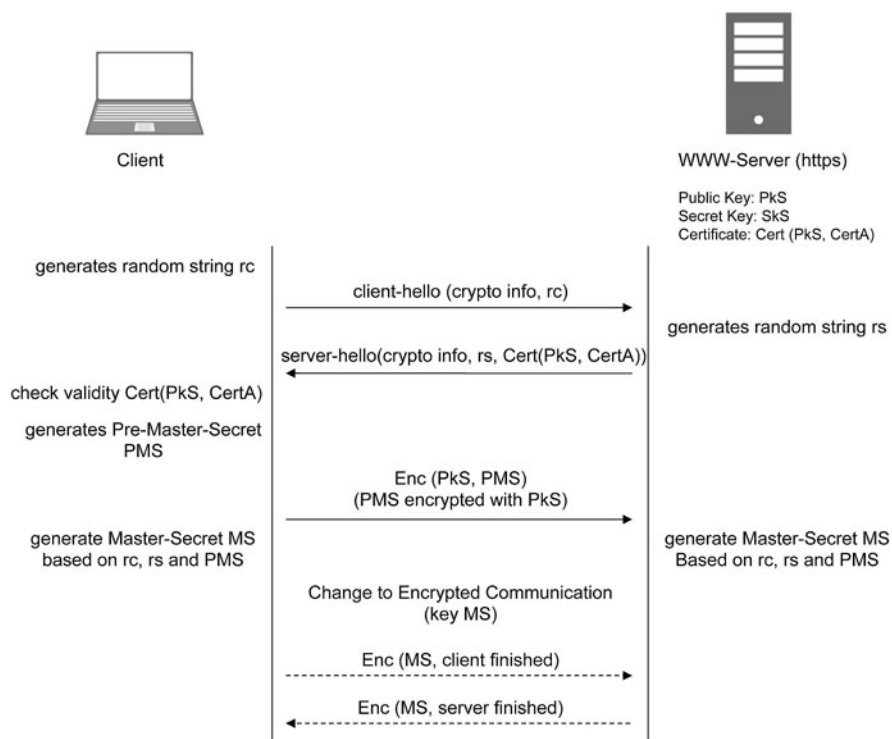 Client
WWW-Server (https)
Public Key: PkS
Secret Key: SkS
Certificate: Cert (PkS, CertA)
generates random string rc
client-hello (crypto info, rc)
generates random string rs
server-hello(crypto info, rs, Cert(PkS, CertA))
check validity Cert(PkS, CertA)
generates Pre-Master-Secret
PMS
Enc (PkS, PMS)
(PMS encrypted with PkS)
generate Master-Secret MS
based on rc, rs and PMS
generate Master-Secret MS
Based on rc, rs and PMS
Change to Encrypted Communication
(key MS)
Enc (MS, client finished)
Enc (MS, server finished)